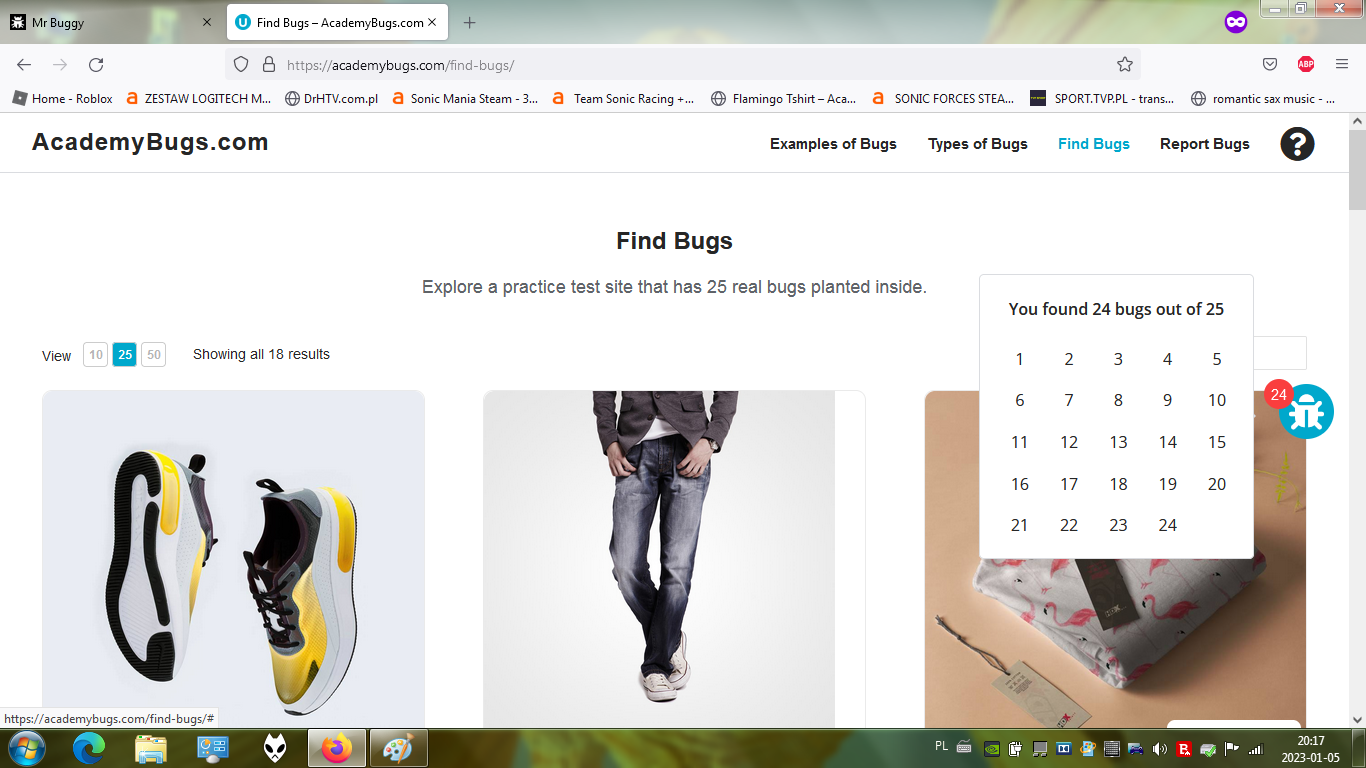 Mr Buggy
Find Bugs – AcademyBugs.com
https://academybugs.com/find-bugs/
ABP
Home - Roblox
ZESTAW LOGITECH M...
DrHTV.com.pl
Sonic Mania Steam - 3...
Team Sonic Racing +...
Flamingo Tshirt – Aca...
SONIC FORCES STEA...
SPORT.TVP.PL - trans...
romantic sax music - ...
AcademyBugs.com
Examples of Bugs
Types of Bugs
Find Bugs
Report Bugs
?
Find Bugs
Explore a practice test site that has 25 real bugs planted inside.
View 10 25 50 Showing all 18 results
You found 24 bugs out of 25
1 2 3 4 5
6 7 8 9 10
11 12 13 14 15
16 17 18 19 20
21 22 23 24
24
https://academybugs.com/find-bugs/#
PL
20:17
2023-01-05